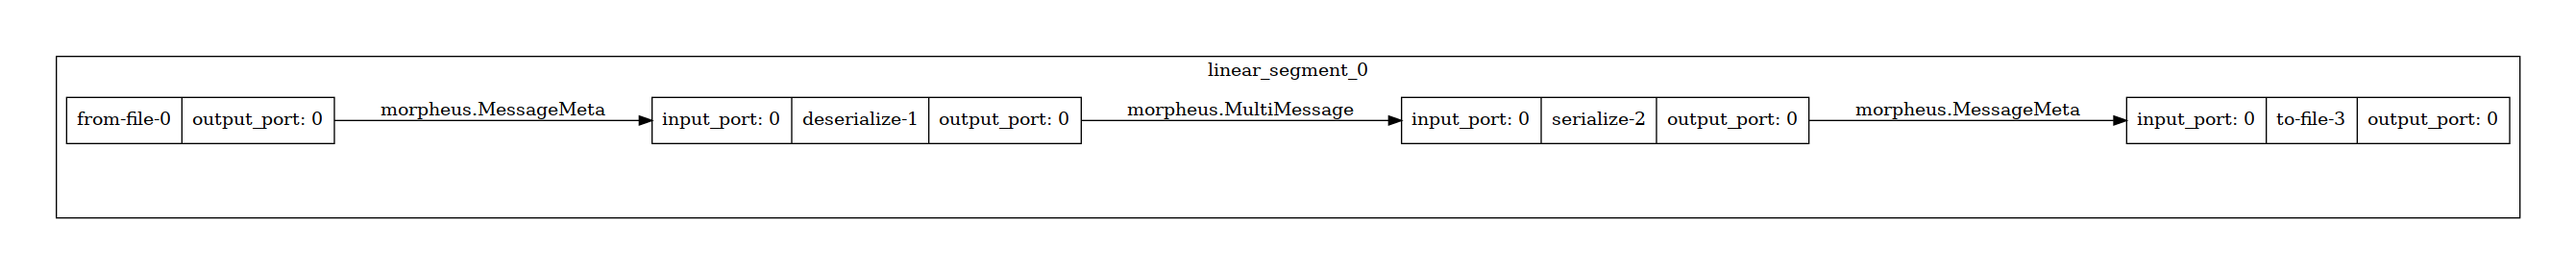 linear_segment_0
from-file-0 output_port: 0 morpheus.MessageMeta input_port: 0 deserialize-1 output_port: 0 morpheus.MultiMessage input_port: 0 serialize-2 output_port: 0 morpheus.MessageMeta input_port: 0 to-file-3 output_port: 0